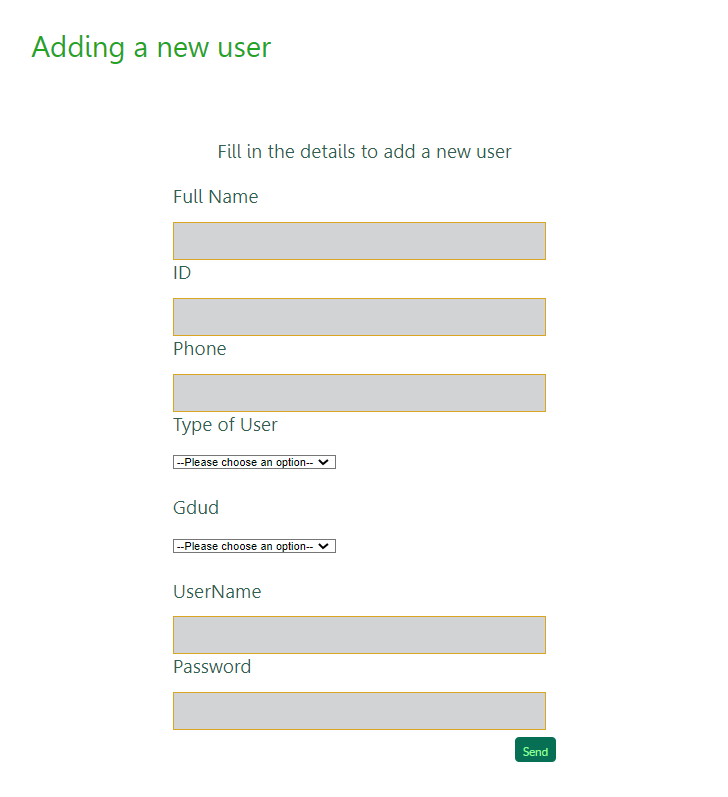 Adding a new user
Fill in the details to add a new user
Full Name
ID
Phone
Type of User
--Please choose an option--
Gdud
--Please choose an option--
UserName
Password
Send